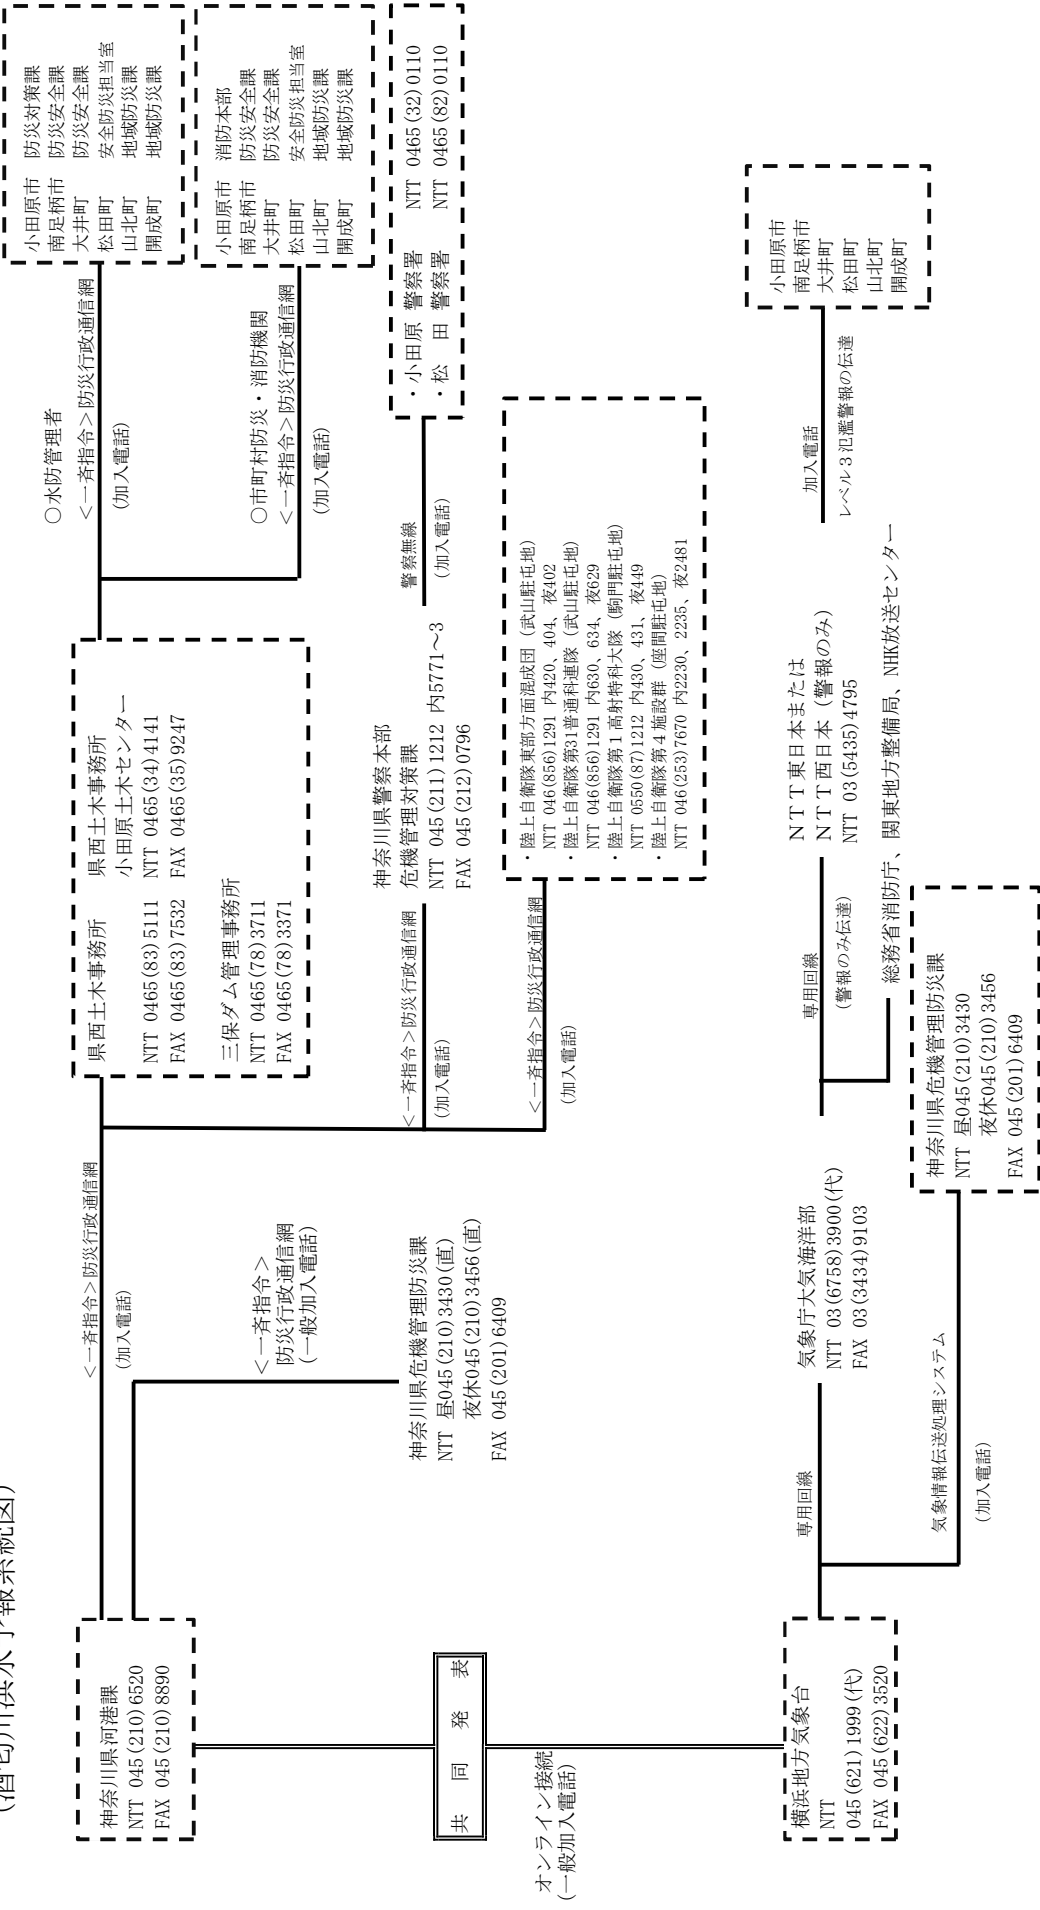 (酒匂川洪水予報系統図)
神奈川県河港課
NTT 045(210)6520
FAX 045(210)8890
共 同 発 表
オンライン接続
(一般加入電話)
横浜地方気象台
NTT
045(621)1999(代)
FAX 045(622)3520
<一斉指令>防災行政通信網
(加入電話)
<一斉指令>
防災行政通信網
(一般加入電話)
神奈川県危機管理防災課
NTT 昼045(210)3430(直)
夜休045(210)3456(直)
FAX 045(201)6409
県西土木事務所
NTT 0465(83)5111
FAX 0465(83)7532
県西土木事務所
小田原土木センター
NTT 0465(34)4141
FAX 0465(35)9247
三保ダム管理事務所
NTT 0465(78)3711
FAX 0465(78)3371
○水防管理者
<一斉指令>防災行政通信網
(加入電話)
小田原市 防災対策課
南足柄市 防災安全課
大井町 防災安全課
松田町 安全防災担当室
山北町 地域防災課
開成町 地域防災課
○市町村防災・消防機関
<一斉指令>防災行政通信網
(加入電話)
小田原市 消防本部
南足柄市 防災安全課
大井町 防災安全課
松田町 安全防災担当室
山北町 地域防災課
開成町 地域防災課
<一斉指令>防災行政通信網
(加入電話)
神奈川県警察本部
危機管理対策課
NTT 045(211)1212 内5771~3
FAX 045(212)0796
警察無線
(加入電話)
・小田原 警察署 NTT 0465(32)0110
・松 田 警察署 NTT 0465(82)0110
<一斉指令>防災行政通信網
(加入電話)
・陸上自衛隊東部方面混成団 (武山駐屯地)
NTT 046(856)1291 内420、404、夜402
・陸上自衛隊第31普通科連隊 (武山駐屯地)
NTT 046(856)1291 内630、634、夜629
・陸上自衛隊第1高射特科大隊 (駒門駐屯地)
NTT 0550(87)1212 内430、431、夜449
・陸上自衛隊第4施設群 (座間駐屯地)
NTT 046(253)7670 内2230、2235、夜2481
専用回線
気象庁大気海洋部
NTT 03(6758)3900(代)
FAX 03(3434)9103
専用回線
(警報のみ伝達)
NTT東日本または
NTT西日本 (警報のみ)
NTT 03(5435)4795
加入電話
レベル3氾濫警報の伝達
小田原市
南足柄市
大井町
松田町
山北町
開成町
総務省消防庁、関東地方整備局、NHK放送センター
気象情報伝送処理システム
(加入電話)
神奈川県危機管理防災課
NTT 昼045(210)3430
夜休045(210)3456
FAX 045(201)6409